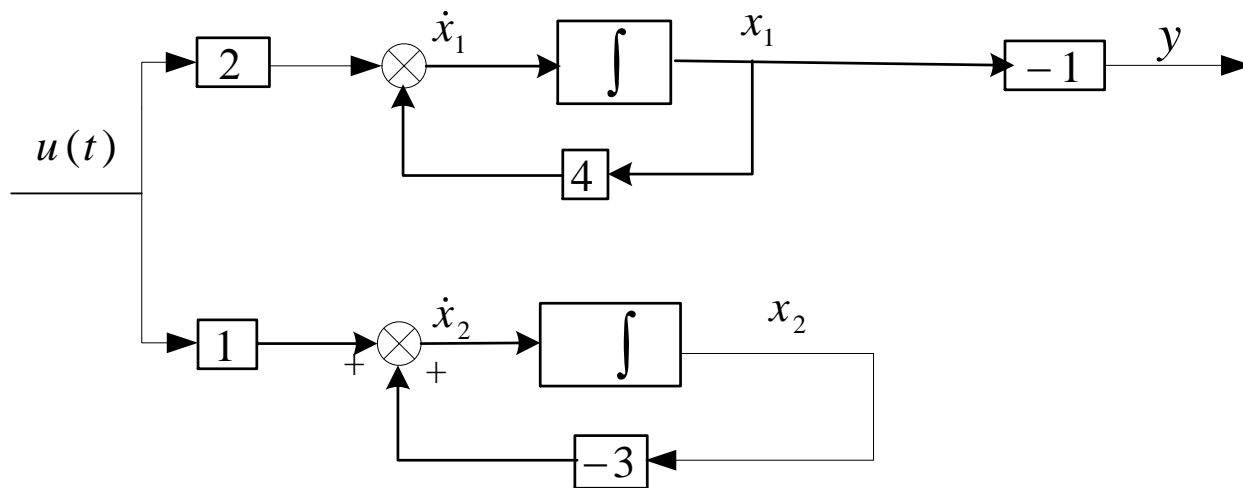 2
ẋ₁
∫
x₁
−1
y
u(t)
4
1
+
+
ẋ₂
∫
x₂
−3